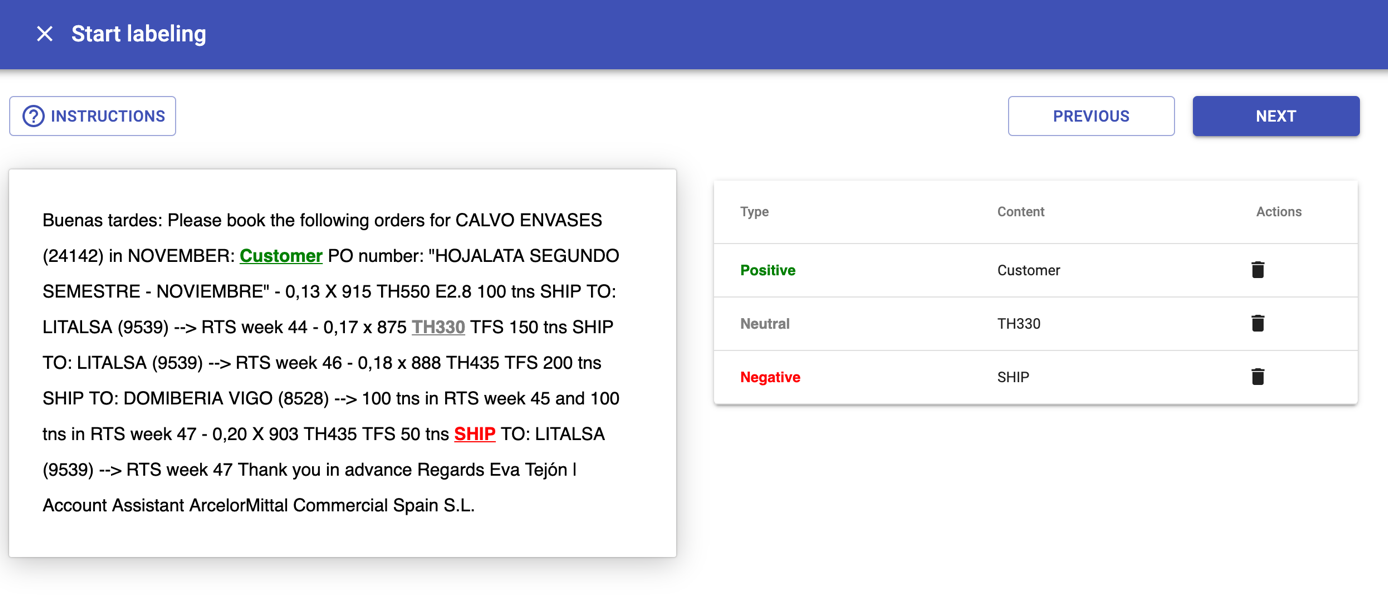 Start labeling
INSTRUCTIONS
PREVIOUS
NEXT
Buenas tardes: Please book the following orders for CALVO ENVASES
(24142) in NOVEMBER: Customer PO number: "HOJALATA SEGUNDO
SEMESTRE - NOVIEMBRE" - 0,13 X 915 TH550 E2.8 100 tns SHIP TO:
LITALSA (9539) --> RTS week 44 - 0,17 x 875 TH330 TFS 150 tns SHIP
TO: LITALSA (9539) --> RTS week 46 - 0,18 x 888 TH435 TFS 200 tns
SHIP TO: DOMIBERIA VIGO (8528) --> 100 tns in RTS week 45 and 100
tns in RTS week 47 - 0,20 X 903 TH435 TFS 50 tns SHIP TO: LITALSA
(9539) --> RTS week 47 Thank you in advance Regards Eva Tejón |
Account Assistant ArcelorMittal Commercial Spain S.L.
Type Content Actions
Positive Customer
Neutral TH330
Negative SHIP